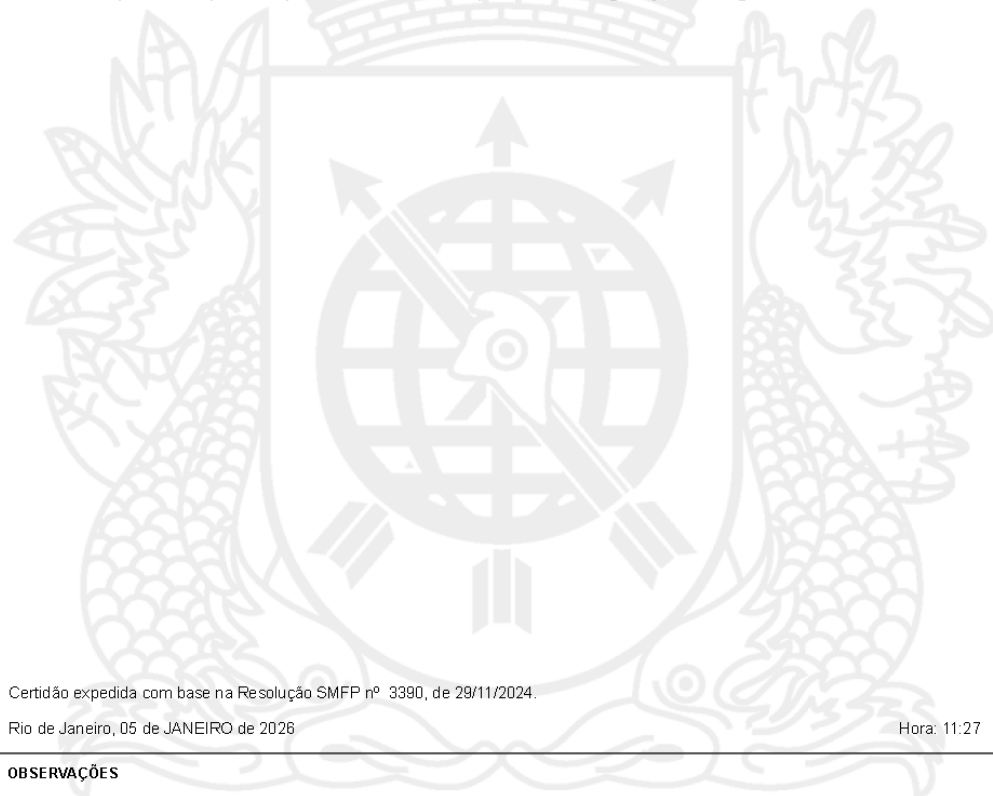 Certidão expedida com base na Resolução SMFP nº 3390, de 29/11/2024.
Rio de Janeiro, 05 de JANEIRO de 2026 Hora: 11:27
OBSERVAÇÕES